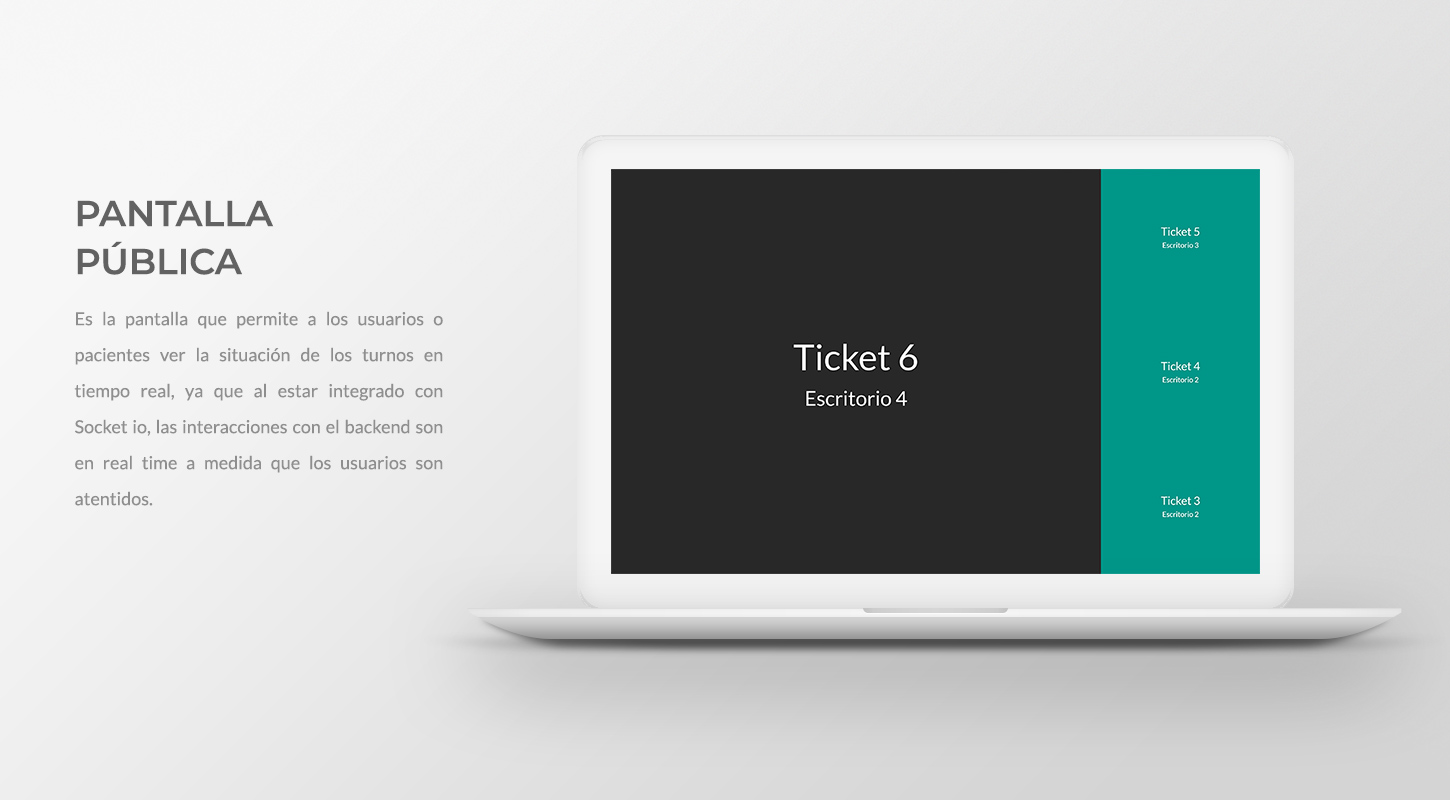 PANTALLA
PÚBLICA
Es la pantalla que permite a los usuarios o
pacientes ver la situación de los turnos en
tiempo real, ya que al estar integrado con
Socket io, las interacciones con el backend son
en real time a medida que los usuarios son
atentidos.
Ticket 6
Escritorio 4
Ticket 5
Escritorio 3
Ticket 4
Escritorio 2
Ticket 3
Escritorio 2